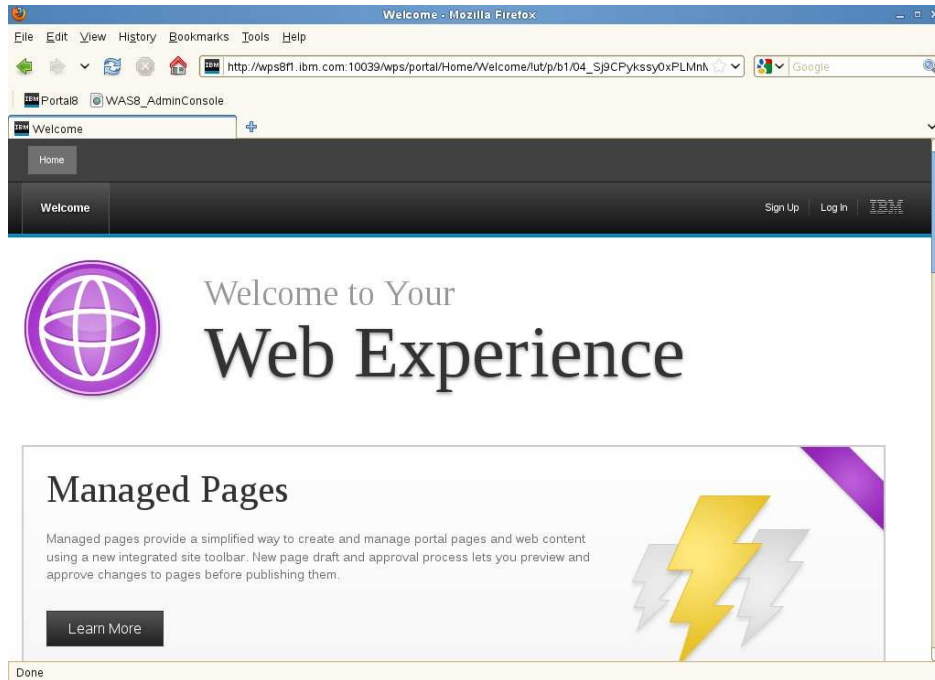 Welcome - Mozilla Firefox
File Edit View History Bookmarks Tools Help
http://wps8f1.ibm.com:10039/wps/portal/Home/Welcome/!ut/p/b1/04_Sj9CPykssy0xPLMnM Google
IBM Portal8 WAS8_AdminConsole
IBM Welcome
Home
Welcome Sign Up Log In IBM
Welcome to Your
Web Experience
Managed Pages
Managed pages provide a simplified way to create and manage portal pages and web content
using a new integrated site toolbar. New page draft and approval process lets you preview and
approve changes to pages before publishing them.
Learn More
Done